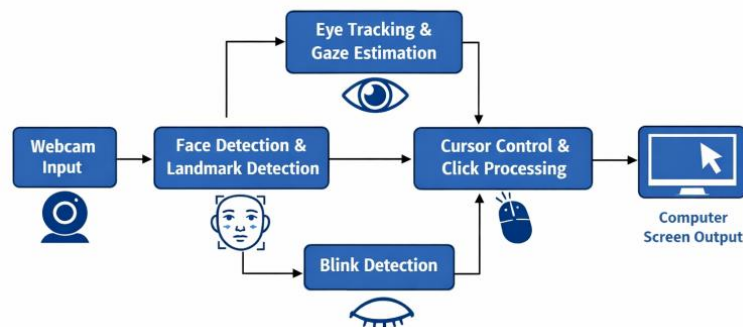 Eye Tracking &
Gaze Estimation
Webcam
Input
Face Detection &
Landmark Detection
Cursor Control &
Click Processing
Computer
Screen Output
Blink Detection